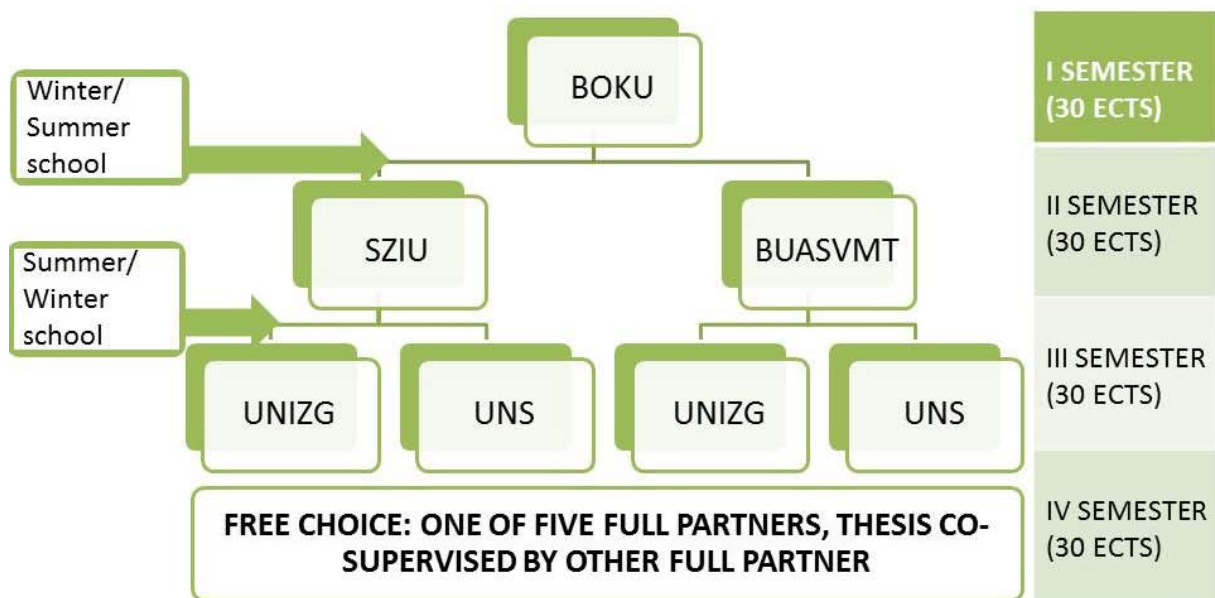 BOKU
I SEMESTER
(30 ECTS)
Winter/
Summer
school
SZIU
BUASVMT
II SEMESTER
(30 ECTS)
Summer/
Winter
school
UNIZG
UNS
UNIZG
UNS
III SEMESTER
(30 ECTS)
FREE CHOICE: ONE OF FIVE FULL PARTNERS, THESIS CO-
SUPERVISED BY OTHER FULL PARTNER
IV SEMESTER
(30 ECTS)